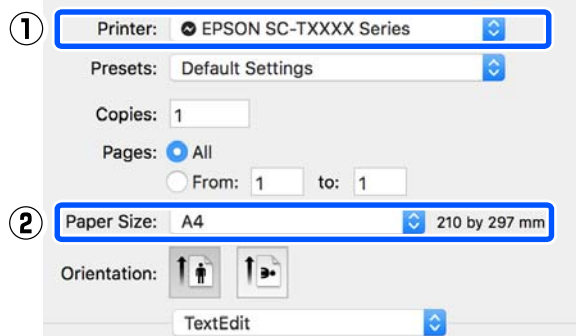 ① Printer: EPSON SC-TXXXX Series
Presets: Default Settings
Copies: 1
Pages: All
From: 1 to: 1
② Paper Size: A4 210 by 297 mm
Orientation:
TextEdit